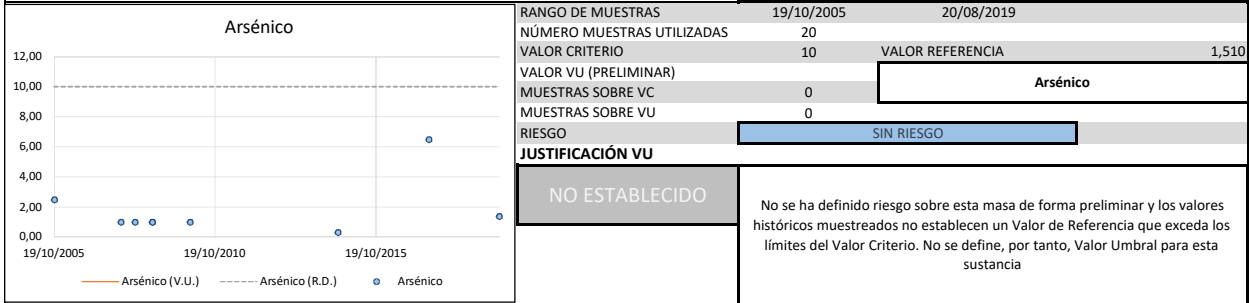 Arsénico
12,00
10,00
8,00
6,00
4,00
2,00
0,00
19/10/2005 19/10/2010 19/10/2015
Arsénico (V.U.) Arsénico (R.D.) Arsénico
RANGO DE MUESTRAS 19/10/2005 20/08/2019
NÚMERO MUESTRAS UTILIZADAS 20
VALOR CRITERIO 10 VALOR REFERENCIA 1,510
VALOR VU (PRELIMINAR)
Arsénico
MUESTRAS SOBRE VC 0
MUESTRAS SOBRE VU 0
RIESGO SIN RIESGO
JUSTIFICACIÓN VU
NO ESTABLECIDO
No se ha definido riesgo sobre esta masa de forma preliminar y los valores
históricos muestreados no establecen un Valor de Referencia que exceda los
límites del Valor Criterio. No se define, por tanto, Valor Umbral para esta
sustancia